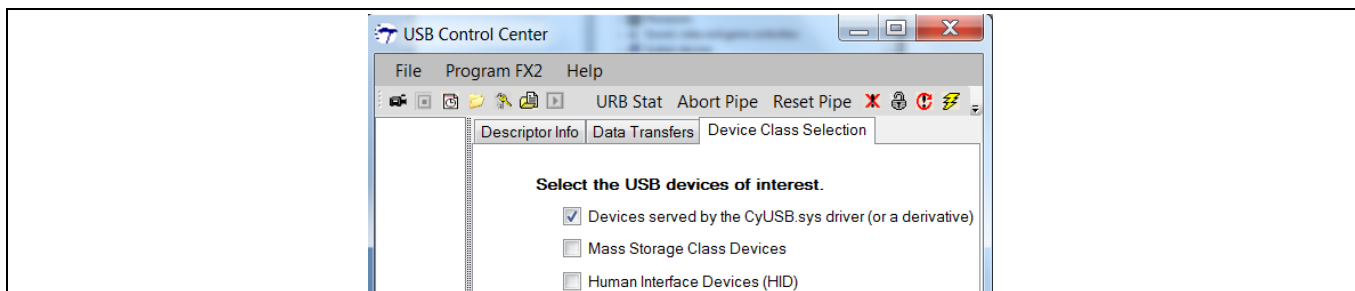 USB Control Center
File Program FX2 Help
URB Stat Abort Pipe Reset Pipe
Descriptor Info Data Transfers Device Class Selection
Select the USB devices of interest.
Devices served by the CyUSB.sys driver (or a derivative)
Mass Storage Class Devices
Human Interface Devices (HID)